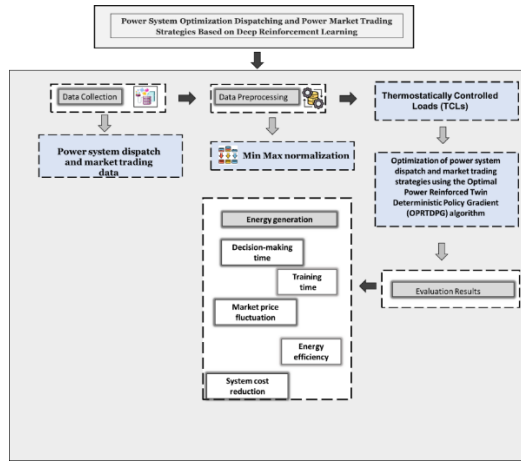 Power System Optimization Dispatching and Power Market Trading
Strategies Based on Deep Reinforcement Learning
Data Collection
Data Preprocessing
Thermostatically Controlled
Loads (TCLs)
Power system dispatch
and market trading
data
Min Max normalization
Optimization of power system
dispatch and market trading
strategies using the Optimal
Power Reinforced Twin
Deterministic Policy Gradient
(OPRTDPG) algorithm
Energy generation
Decision-making
time
Training
time
Market price
fluctuation
Energy
efficiency
System cost
reduction
Evaluation Results